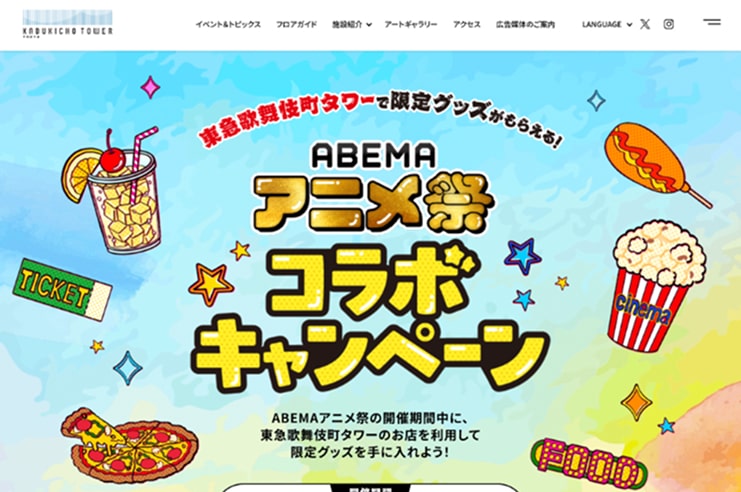 KABUKICHO TOWER
イベント&トピックス
フロアガイド
施設紹介
アートギャラリー
アクセス
広告媒体のご案内
LANGUAGE
東急歌舞伎町タワーで限定グッズがもらえる!
ABEMA
アニメ祭
コラボ
キャンペーン
TICKET
cinema
ABEMAアニメ祭の開催期間中に、
東急歌舞伎町タワーのお店を利用して
限定グッズを手に入れよう!
FOOD